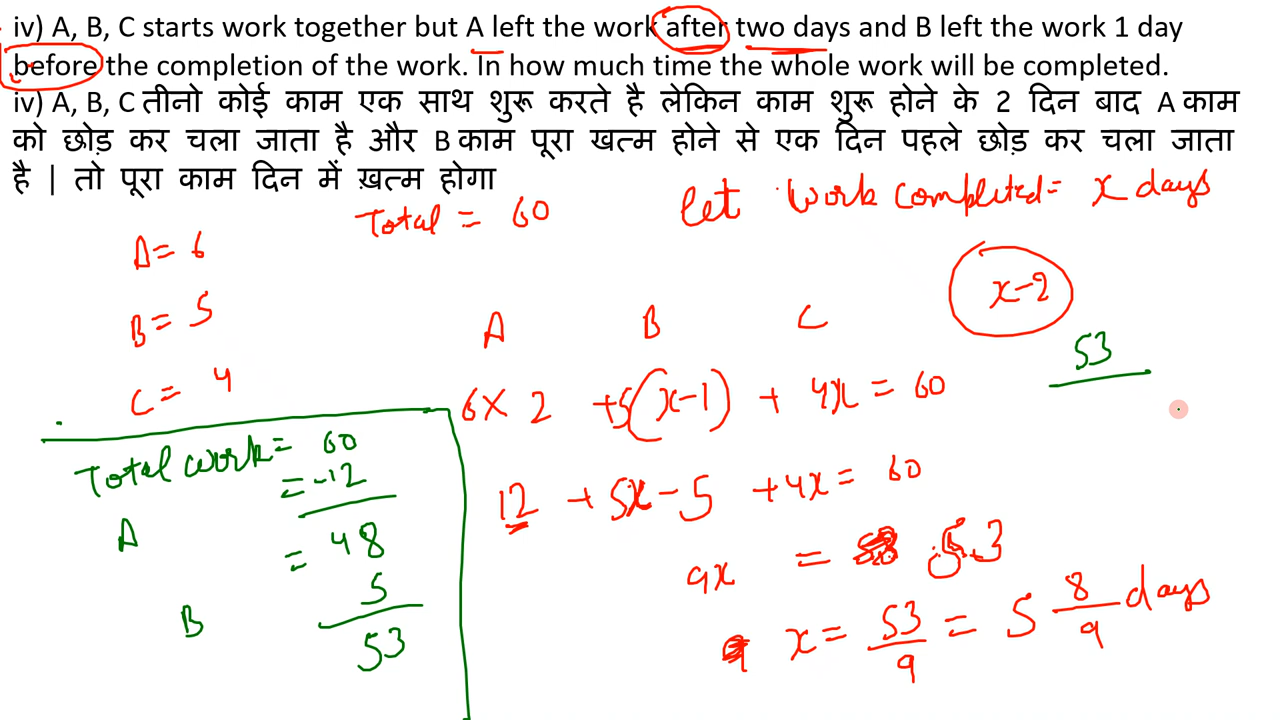 iv) A, B, C starts work together but A left the work after two days and B left the work 1 day
before the completion of the work. In how much time the whole work will be completed.
iv) A, B, C तीनो कोई काम एक साथ शुरू करते है लेकिन काम शुरू होने के 2 दिन बाद A काम
को छोड़ कर चला जाता है और B काम पूरा खत्म होने से एक दिन पहले छोड़ कर चला जाता
है | तो पूरा काम दिन में ख़त्म होगा
Total = 60
Let work completed = x days
A = 6
B = 5
C = 4
x-2
A B C
53
6 x 2 +5(x-1) + 4x = 60
12 + 5x - 5 + 4x = 60
9x = 53
x = 53/9 = 5 8/9 days
Total work = 60
= -12
A
= 48
B
5
53